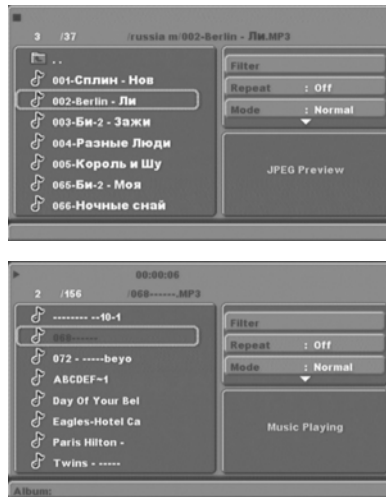 3 /37 /russia m/002-Berlin - Ли.MP3
..
001-Сплин - Нов
002-Berlin - Ли
003-Би-2 - Зажи
004-Разные Люди
005-Король и Шу
065-Би-2 - Моя
066-Ночные снай
Filter
Repeat : Off
Mode : Normal
JPEG Preview
00:00:06
2 /156 /068------.MP3
-------- --10-1
068------
072 - -----beyo
ABCDEF~1
Day Of Your Bel
Eagles-Hotel Ca
Paris Hilton -
Twins - -----
Filter
Repeat : Off
Mode : Normal
Music Playing
Album: